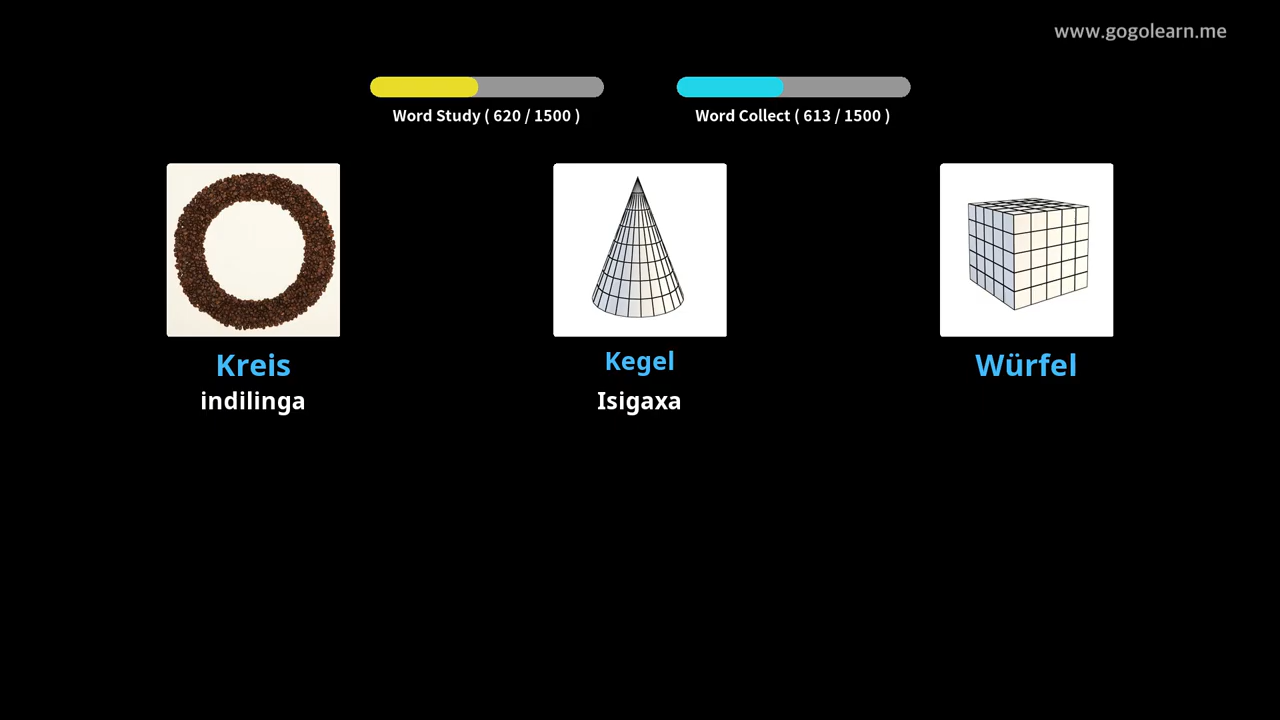 www.gogolearn.me
Word Study ( 620 / 1500 )
Word Collect ( 613 / 1500 )
Kreis
indilinga
Kegel
Isigaxa
Würfel